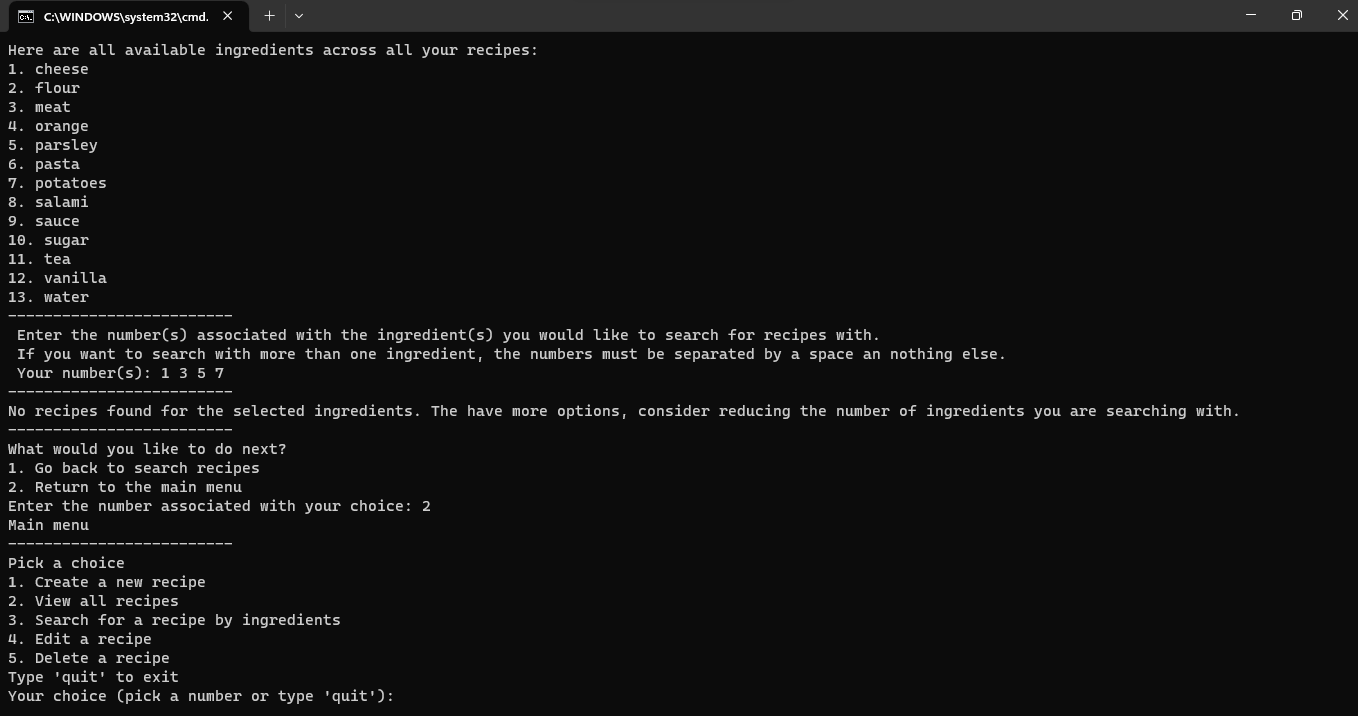 C:\WINDOWS\system32\cmd.
Here are all available ingredients across all your recipes:
1. cheese
2. flour
3. meat
4. orange
5. parsley
6. pasta
7. potatoes
8. salami
9. sauce
10. sugar
11. tea
12. vanilla
13. water
-------------------------
Enter the number(s) associated with the ingredient(s) you would like to search for recipes with.
If you want to search with more than one ingredient, the numbers must be separated by a space an nothing else.
Your number(s): 1 3 5 7
-------------------------
No recipes found for the selected ingredients. The have more options, consider reducing the number of ingredients you are searching with.
-------------------------
What would you like to do next?
1. Go back to search recipes
2. Return to the main menu
Enter the number associated with your choice: 2
Main menu
-------------------------
Pick a choice
1. Create a new recipe
2. View all recipes
3. Search for a recipe by ingredients
4. Edit a recipe
5. Delete a recipe
Type 'quit' to exit
Your choice (pick a number or type 'quit'):